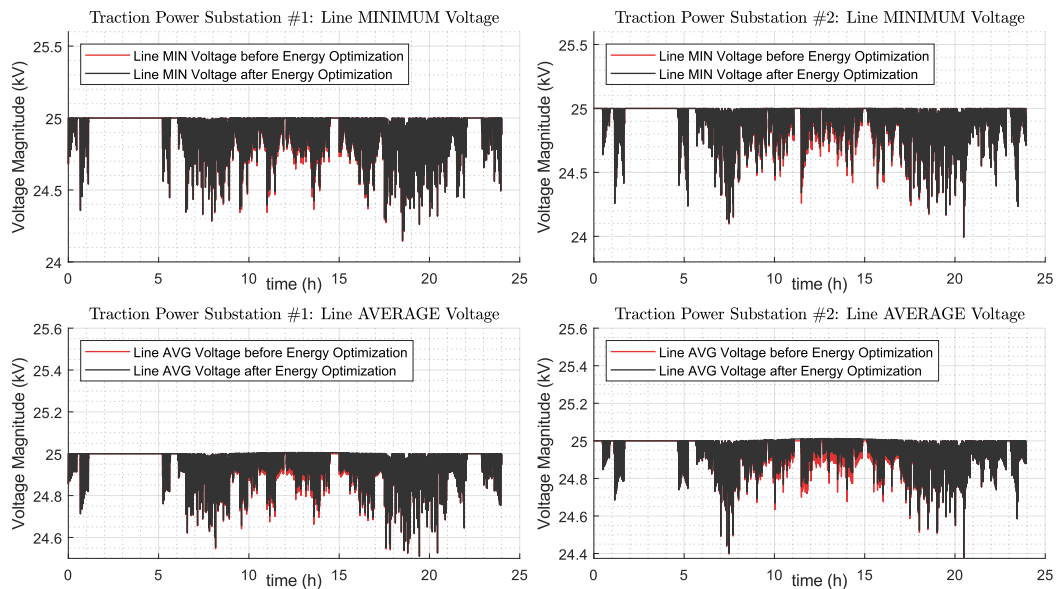 Traction Power Substation #1: Line MINIMUM Voltage
Voltage Magnitude (kV)
25.5
25
24.5
24
Line MIN Voltage before Energy Optimization
Line MIN Voltage after Energy Optimization
0 5 10 15 20 25
time (h)
Traction Power Substation #2: Line MINIMUM Voltage
Voltage Magnitude (kV)
25.5
25
24.5
24
Line MIN Voltage before Energy Optimization
Line MIN Voltage after Energy Optimization
0 5 10 15 20 25
time (h)
Traction Power Substation #1: Line AVERAGE Voltage
Voltage Magnitude (kV)
25.6
25.4
25.2
25
24.8
24.6
Line AVG Voltage before Energy Optimization
Line AVG Voltage after Energy Optimization
0 5 10 15 20 25
time (h)
Traction Power Substation #2: Line AVERAGE Voltage
Voltage Magnitude (kV)
25.6
25.4
25.2
25
24.8
24.6
24.4
Line AVG Voltage before Energy Optimization
Line AVG Voltage after Energy Optimization
0 5 10 15 20 25
time (h)